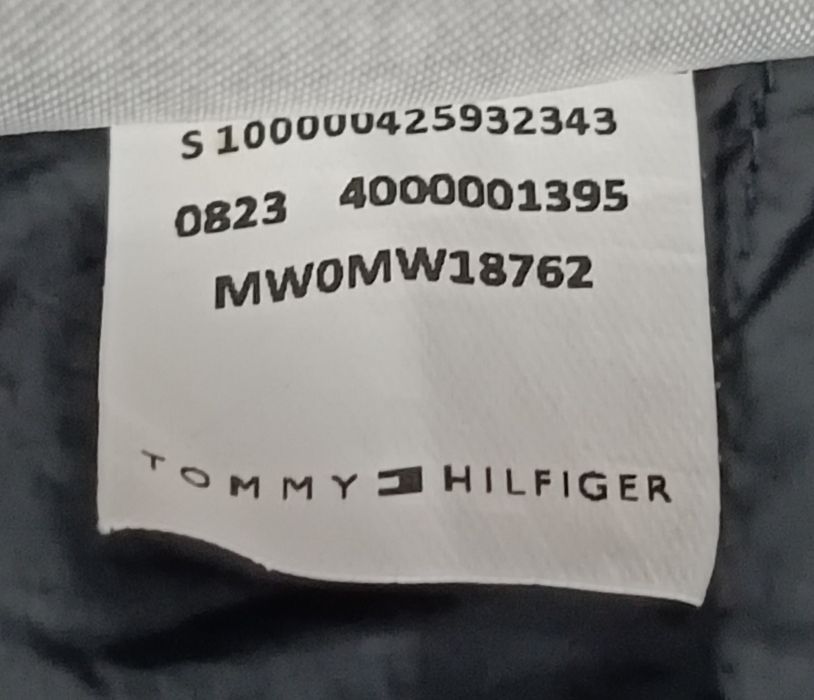 S 100000425932343
0823 4000001395
MW0MW18762
TOMMY HILFIGER